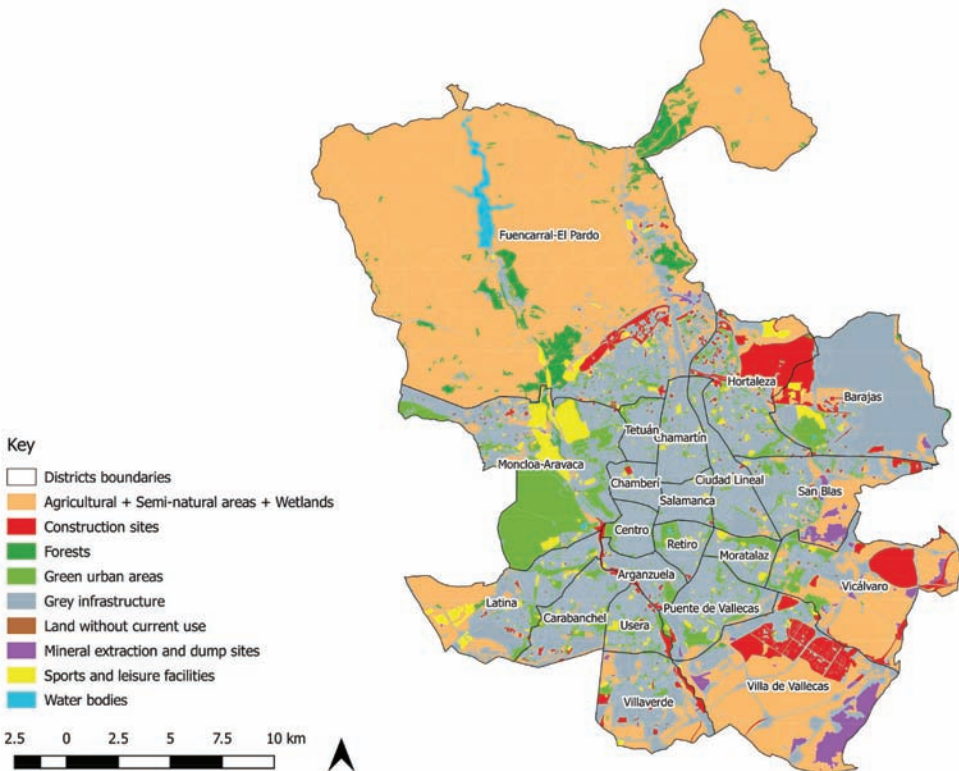 Fuencarral-El Pardo
Hortaleza
Barajas
Tetuán
Chamartín
Moncloa-Aravaca
Chamberí
Ciudad Lineal
San Blas
Salamanca
Centro
Retiro
Moratalaz
Arganzuela
Vicálvaro
Latina
Carabanchel
Puente de Vallecas
Usera
Villa de Vallecas
Villaverde
Key
Districts boundaries
Agricultural + Semi-natural areas + Wetlands
Construction sites
Forests
Green urban areas
Grey infrastructure
Land without current use
Mineral extraction and dump sites
Sports and leisure facilities
Water bodies
2.5 0 2.5 5 7.5 10 km